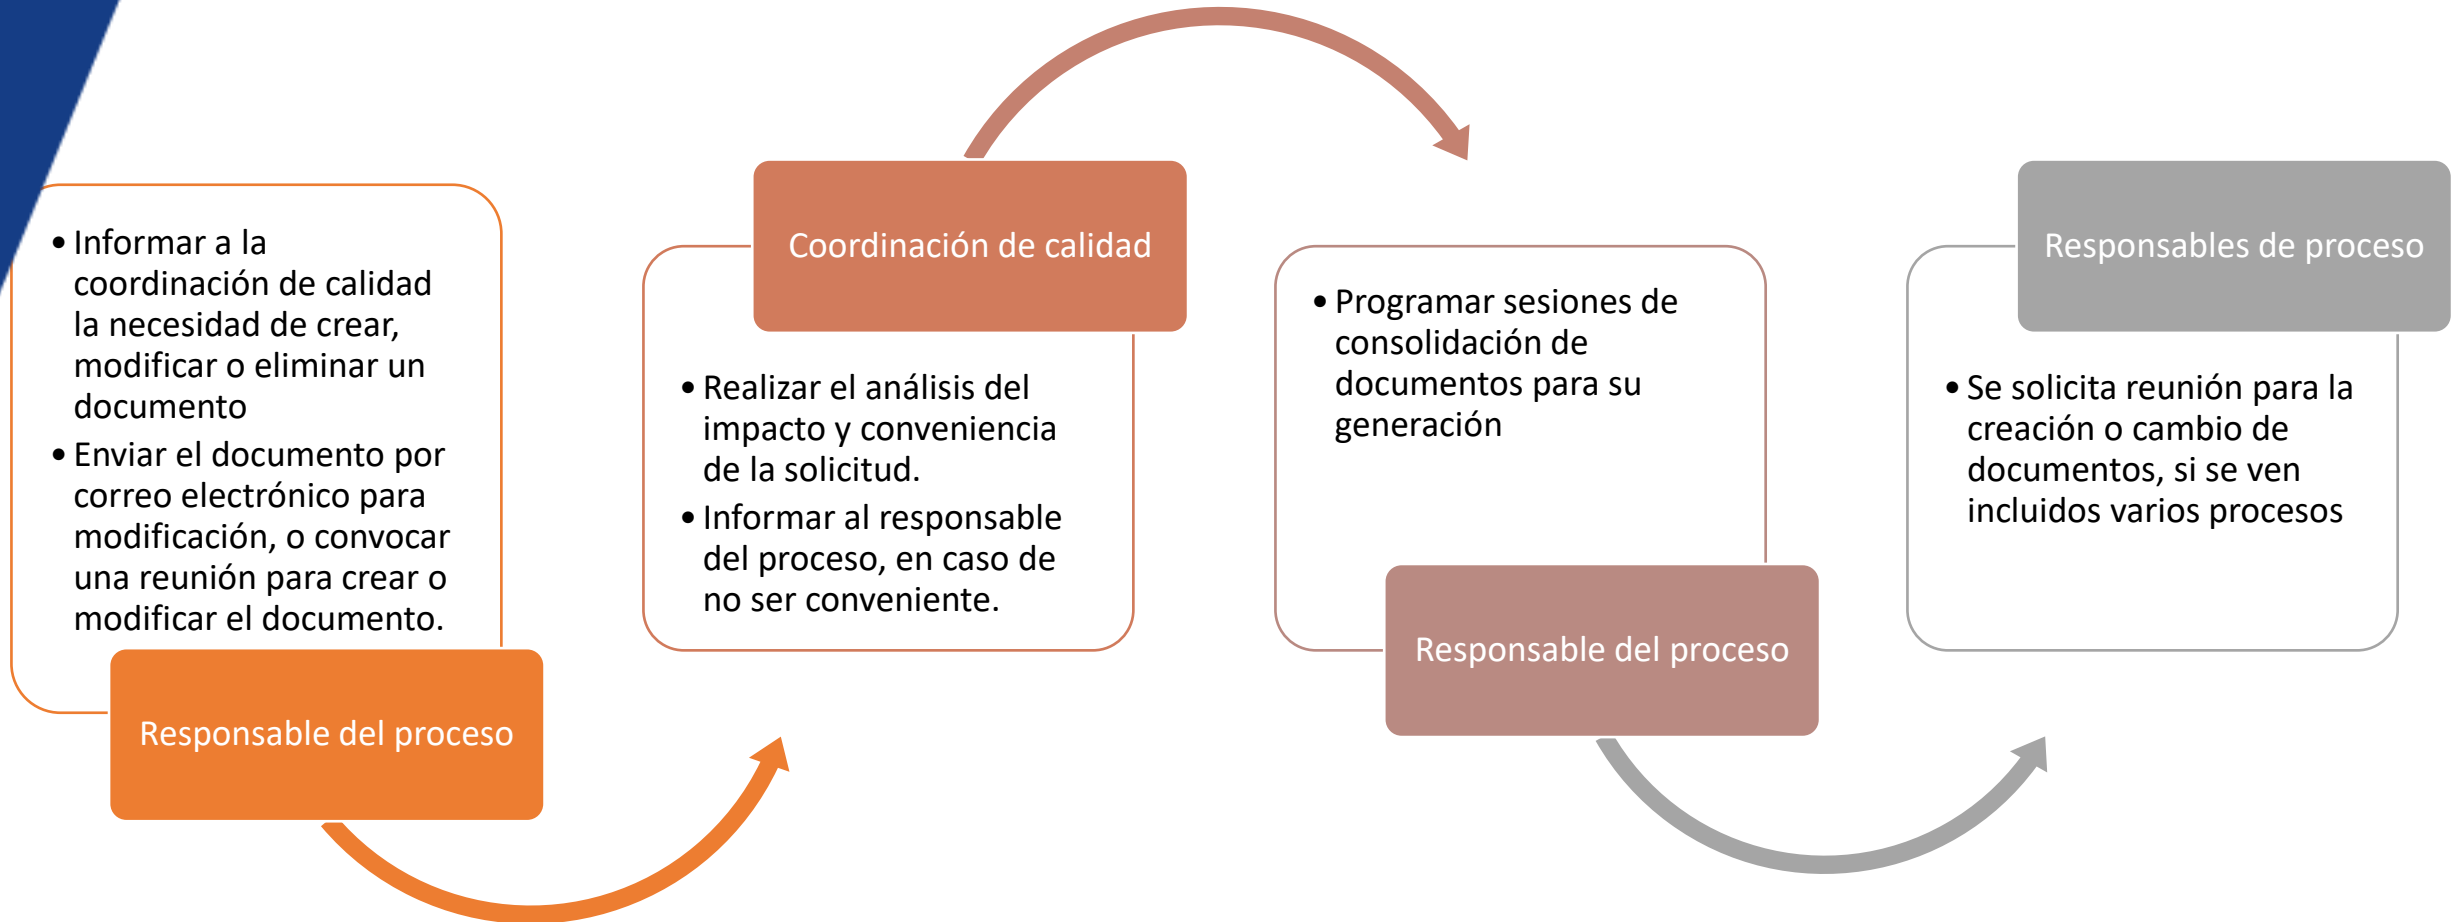 • Informar a la
coordinación de calidad
la necesidad de crear,
modificar o eliminar un
documento
• Enviar el documento por
correo electrónico para
modificación, o convocar
una reunión para crear o
modificar el documento.
Responsable del proceso
Coordinación de calidad
• Realizar el análisis del
impacto y conveniencia
de la solicitud.
• Informar al responsable
del proceso, en caso de
no ser conveniente.
• Programar sesiones de
consolidación de
documentos para su
generación
Responsable del proceso
Responsables de proceso
• Se solicita reunión para la
creación o cambio de
documentos, si se ven
incluidos varios procesos